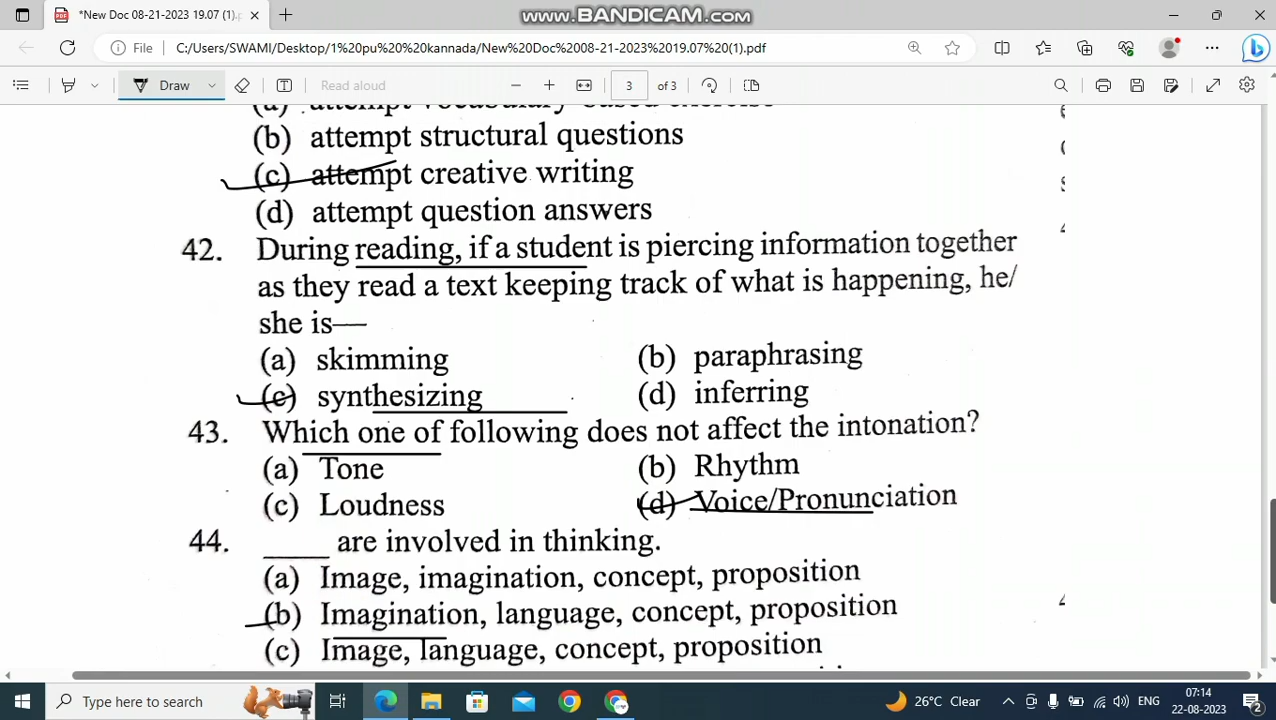 *New Doc 08-21-2023 19.07 (1).p
www.BANDICAM.com
File
C:/Users/SWAMI/Desktop/1%20pu%20%20kannada/New%20Doc%2008-21-2023%2019.07%20(1).pdf
Draw
Read aloud
3
of 3
(a) attempt vocabulary based exercise
(b) attempt structural questions
(c) attempt creative writing
(d) attempt question answers
42. During reading, if a student is piercing information together
as they read a text keeping track of what is happening, he/
she is—
(a) skimming (b) paraphrasing
(c) synthesizing (d) inferring
43. Which one of following does not affect the intonation?
(a) Tone (b) Rhythm
(c) Loudness (d) Voice/Pronunciation
44. ____ are involved in thinking.
(a) Image, imagination, concept, proposition
(b) Imagination, language, concept, proposition
(c) Image, language, concept, proposition
Type here to search
26°C Clear
ENG
07:14
22-08-2023
2